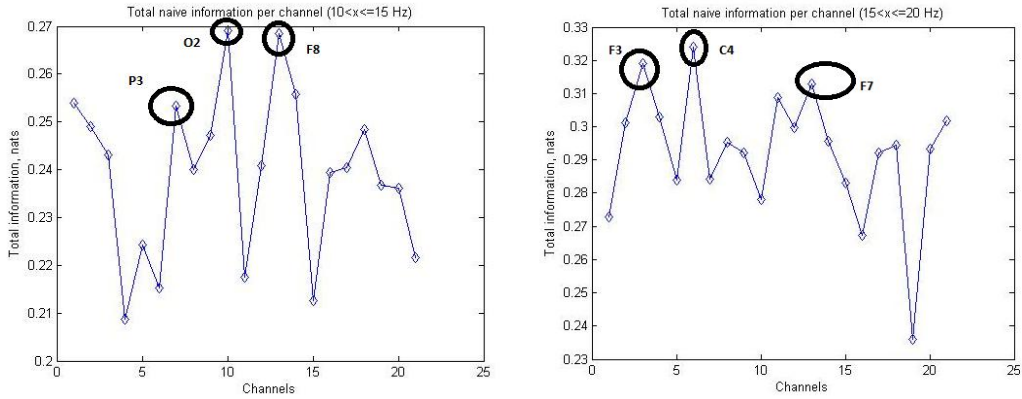 Total naive information per channel (10<x<=15 Hz)
0.27
0.26
0.25
0.24
0.23
0.22
0.21
0.2
Total information, nats
O2
F8
P3
0
5
10
15
20
25
Channels
Total naive information per channel (15<x<=20 Hz)
0.33
0.32
0.31
0.3
0.29
0.28
0.27
0.26
0.25
0.24
0.23
Total information, nats
F3
C4
F7
0
5
10
15
20
25
Channels